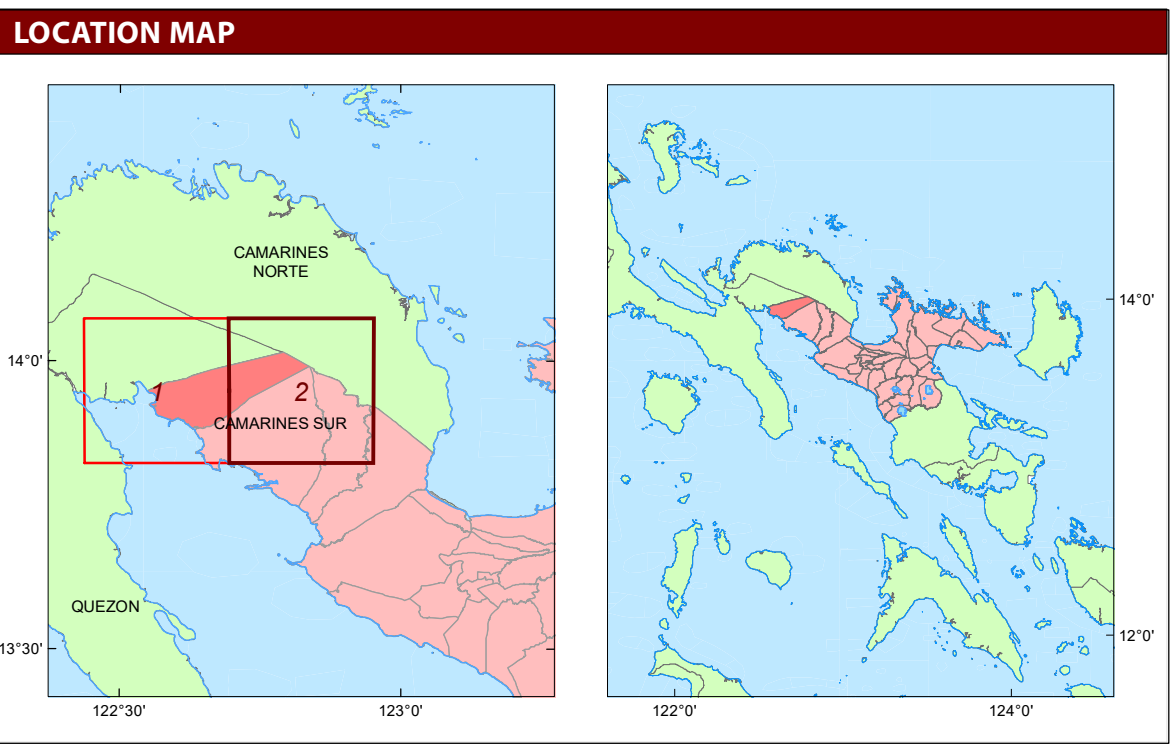 LOCATION MAP
CAMARINES
NORTE
14°0'
1
2
CAMARINES SUR
QUEZON
13°30'
122°30'
123°0'
14°0'
12°0'
122°0'
124°0'